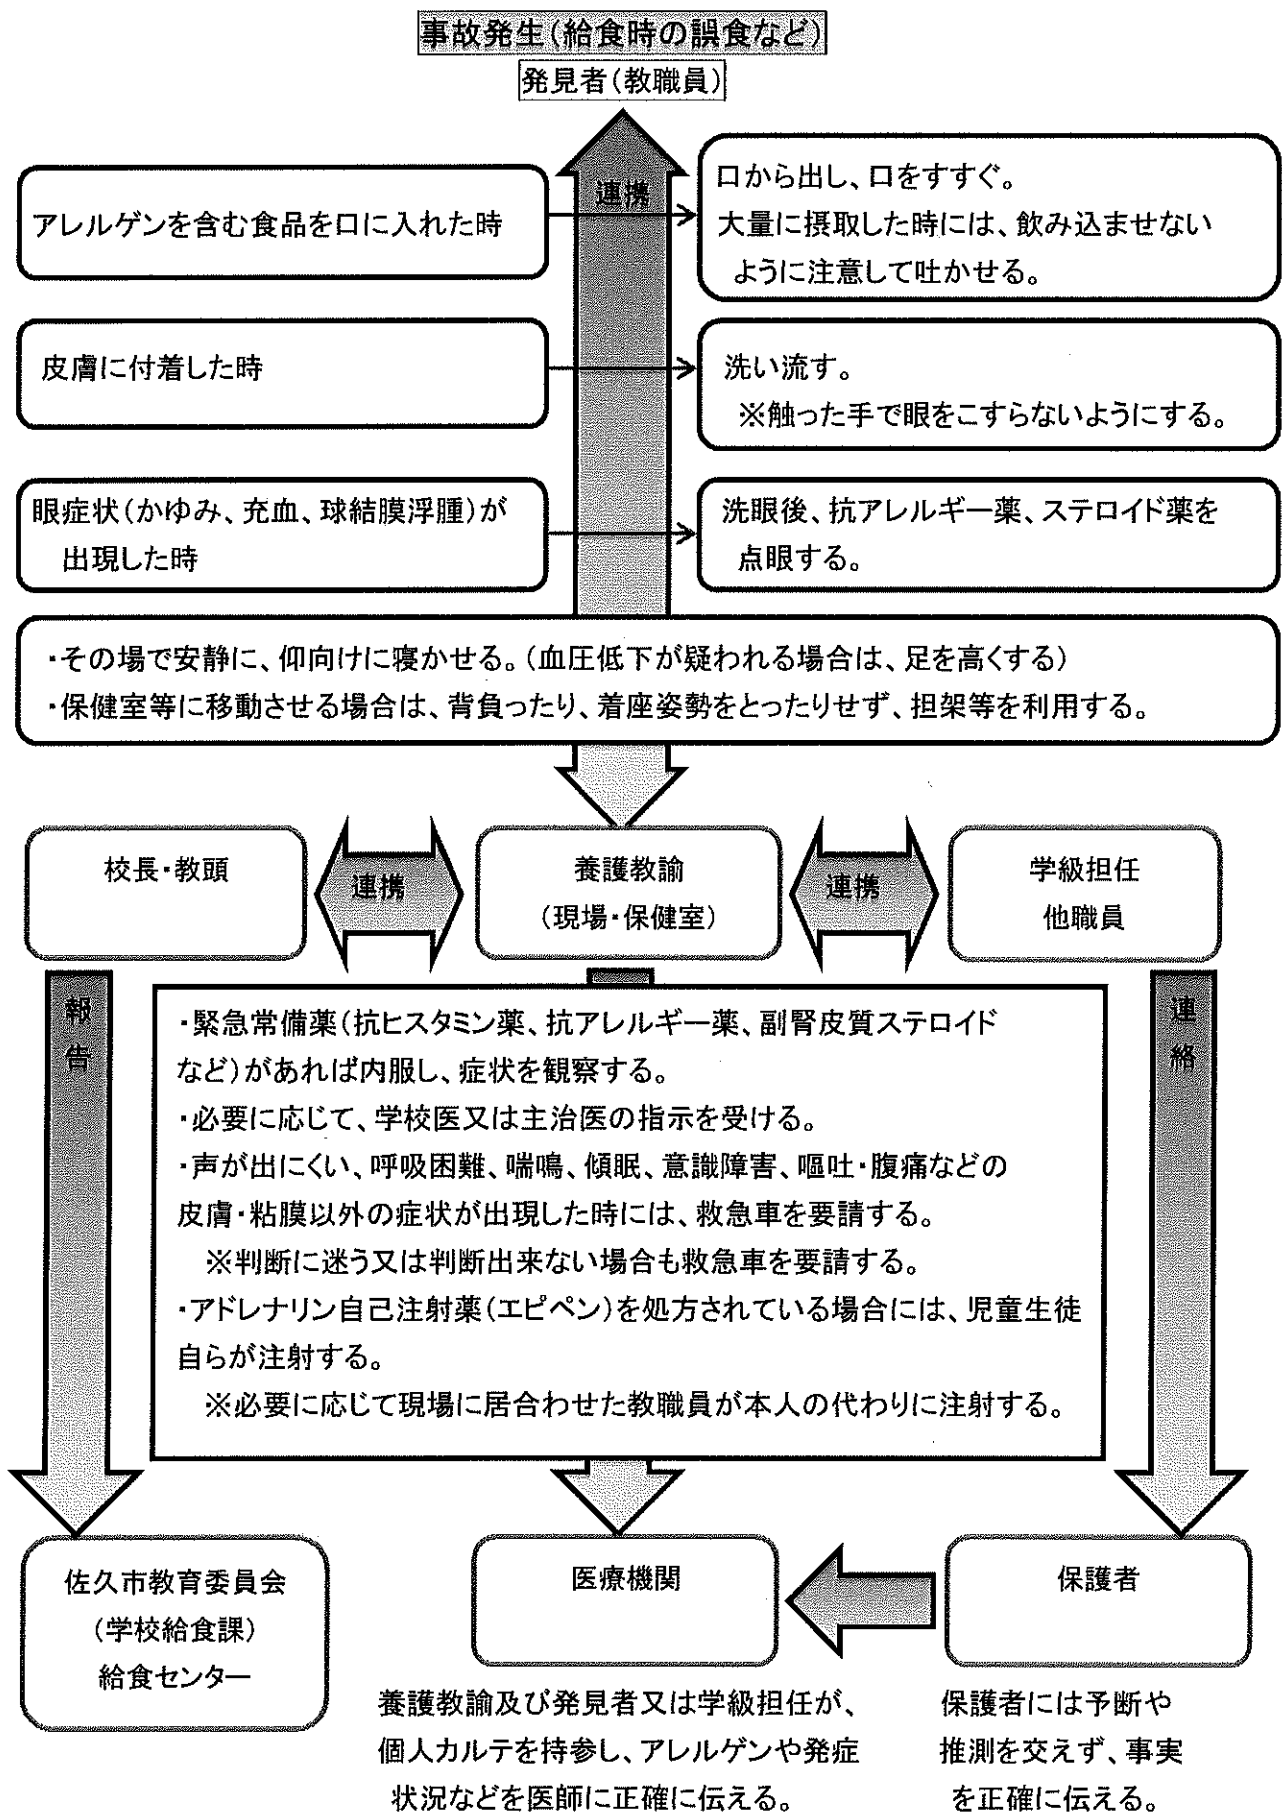 事故発生(給食時の誤食など)
発見者(教職員)
連携
アレルゲンを含む食品を口に入れた時
口から出し、口をすすぐ。
大量に摂取した時には、飲み込ませない
ように注意して吐かせる。
皮膚に付着した時
洗い流す。
※触った手で眼をこすらないようにする。
眼症状(かゆみ、充血、球結膜浮腫)が
出現した時
洗眼後、抗アレルギー薬、ステロイド薬を
点眼する。
・その場で安静に、仰向けに寝かせる。(血圧低下が疑われる場合は、足を高くする)
・保健室等に移動させる場合は、背負ったり、着座姿勢をとったりせず、担架等を利用する。
校長・教頭
連携
養護教諭
(現場・保健室)
連携
学級担任
他職員
報告
・緊急常備薬(抗ヒスタミン薬、抗アレルギー薬、副腎皮質ステロイド
など)があれば内服し、症状を観察する。
・必要に応じて、学校医又は主治医の指示を受ける。
・声が出にくい、呼吸困難、喘鳴、傾眠、意識障害、嘔吐・腹痛などの
皮膚・粘膜以外の症状が出現した時には、救急車を要請する。
※判断に迷う又は判断出来ない場合も救急車を要請する。
・アドレナリン自己注射薬(エピペン)を処方されている場合には、児童生徒
自らが注射する。
※必要に応じて現場に居合わせた教職員が本人の代わりに注射する。
連絡
佐久市教育委員会
(学校給食課)
給食センター
医療機関
保護者
養護教諭及び発見者又は学級担任が、
個人カルテを持参し、アレルゲンや発症
状況などを医師に正確に伝える。
保護者には予断や
推測を交えず、事実
を正確に伝える。